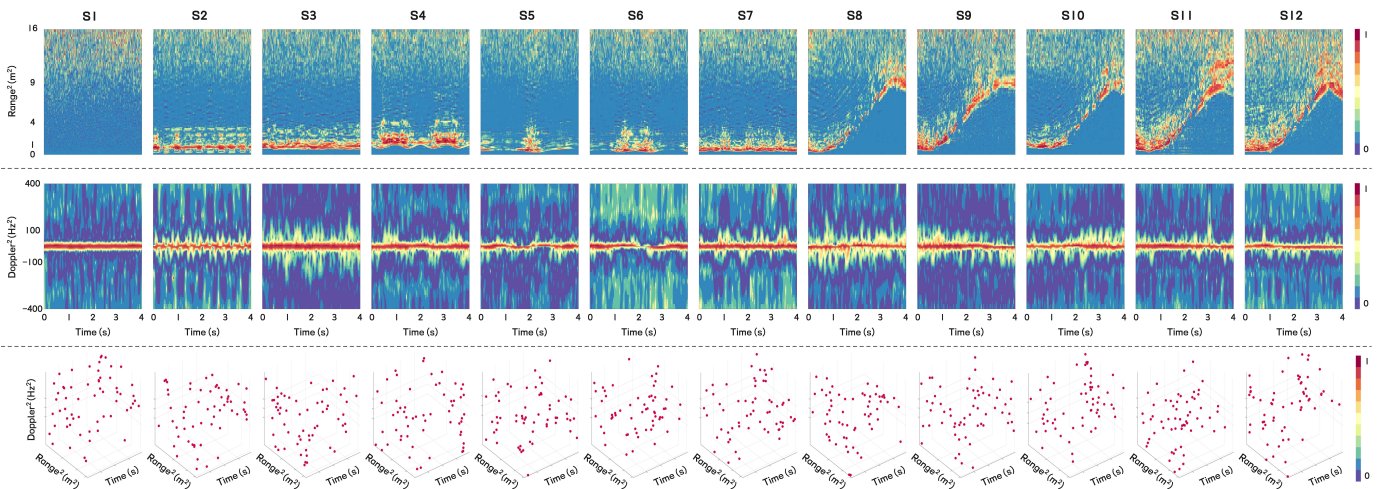 S1 S2 S3 S4 S5 S6 S7 S8 S9 S10 S11 S12
16
9
4
1
0
Range² (m²)
1
0
400
100
-100
-400
Doppler² (Hz²)
1
0
0 1 2 3 4 0 1 2 3 4 0 1 2 3 4 0 1 2 3 4 0 1 2 3 4 0 1 2 3 4 0 1 2 3 4 0 1 2 3 4 0 1 2 3 4 0 1 2 3 4 0 1 2 3 4 0 1 2 3 4
Time (s) Time (s) Time (s) Time (s) Time (s) Time (s) Time (s) Time (s) Time (s) Time (s) Time (s) Time (s)
Doppler² (Hz²)
1
0
Range² (m²) Time (s) Range² (m²) Time (s) Range² (m²) Time (s) Range² (m²) Time (s) Range² (m²) Time (s) Range² (m²) Time (s) Range² (m²) Time (s) Range² (m²) Time (s) Range² (m²) Time (s) Range² (m²) Time (s) Range² (m²) Time (s) Range² (m²) Time (s)